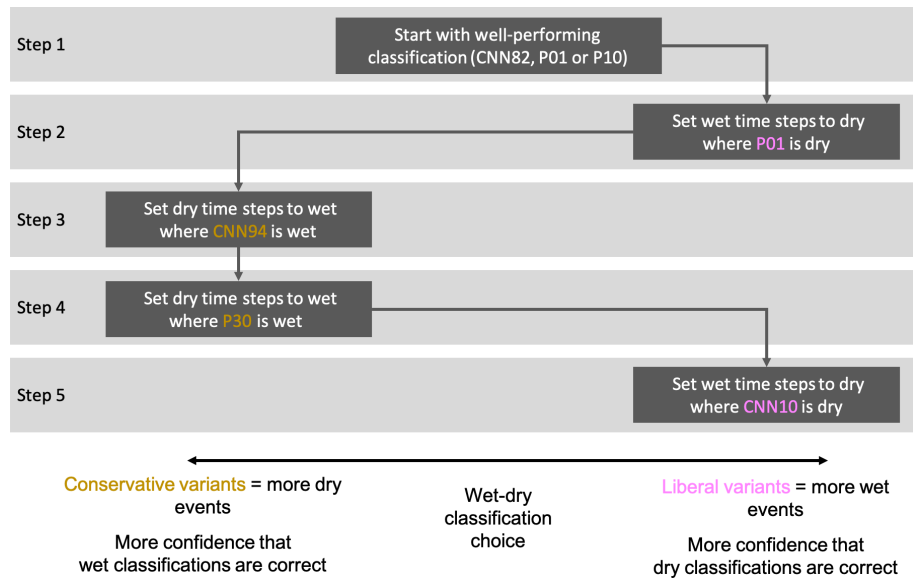 Step 1
Start with well-performing
classification (CNN82, P01 or P10)
Step 2
Set wet time steps to dry
where P01 is dry
Step 3
Set dry time steps to wet
where CNN94 is wet
Step 4
Set dry time steps to wet
where P30 is wet
Step 5
Set wet time steps to dry
where CNN10 is dry
Conservative variants = more dry
events
More confidence that
wet classifications are correct
Wet-dry
classification
choice
Liberal variants = more wet
events
More confidence that
dry classifications are correct